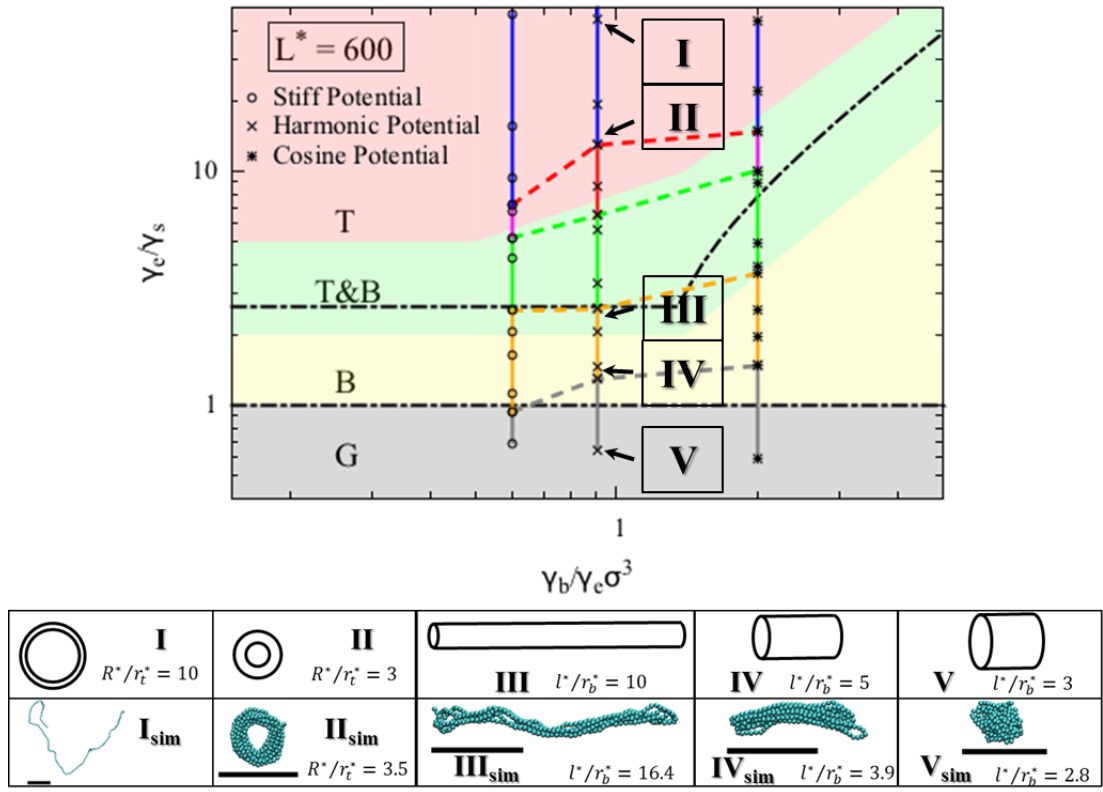 L* = 600
Stiff Potential
Harmonic Potential
Cosine Potential
I
II
III
IV
V
10
1
T
T&B
B
G
γe/γs
1
γb/γeσ³
I
R*/rt* = 10
II
R*/rt* = 3
III l*/rb* = 10
IV l*/rb* = 5
V l*/rb* = 3
Isim
IIsim
R*/rt* = 3.5
IIIsim l*/rb* = 16.4
IVsim l*/rb* = 3.9
Vsim l*/rb* = 2.8